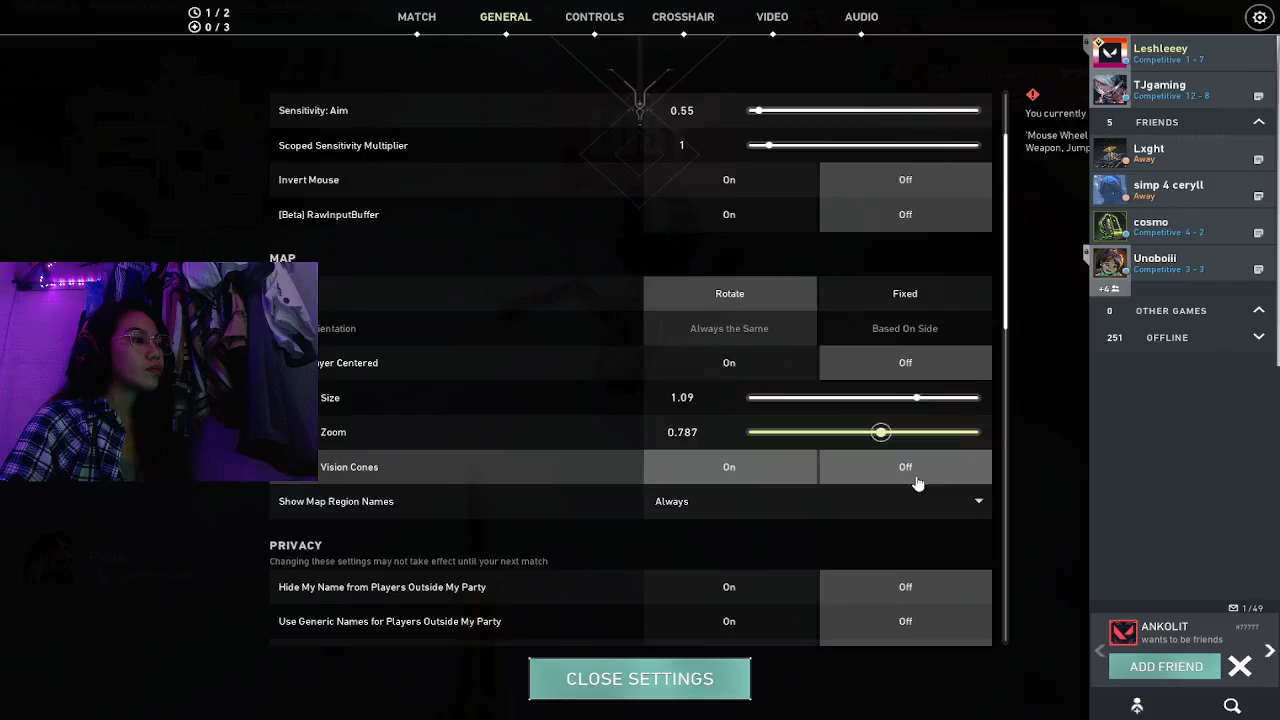 1 / 2
0 / 3
MATCH
GENERAL
CONTROLS
CROSSHAIR
VIDEO
AUDIO
Sensitivity: Aim
0.55
Scoped Sensitivity Multiplier
1
Invert Mouse
On
Off
[Beta] RawInputBuffer
On
Off
MAP
Rotate
Fixed
ientation
Always the Same
Based On Side
ayer Centered
On
Off
Size
1.09
Zoom
0.787
Vision Cones
On
Off
Show Map Region Names
Always
PRIVACY
Changing these settings may not take effect until your next match
Hide My Name from Players Outside My Party
On
Off
Use Generic Names for Players Outside My Party
On
Off
CLOSE SETTINGS
You currently
'Mouse Wheel
Weapon, Jump
Leshleeey
Competitive 1 - 7
TJgaming
Competitive 12 - 8
5 FRIENDS
Lxght
Away
simp 4 ceryll
Away
cosmo
Competitive 4 - 2
Unoboiii
Competitive 3 - 3
+4
0 OTHER GAMES
251 OFFLINE
1/49
ANKOLIT
#77777
wants to be friends
ADD FRIEND